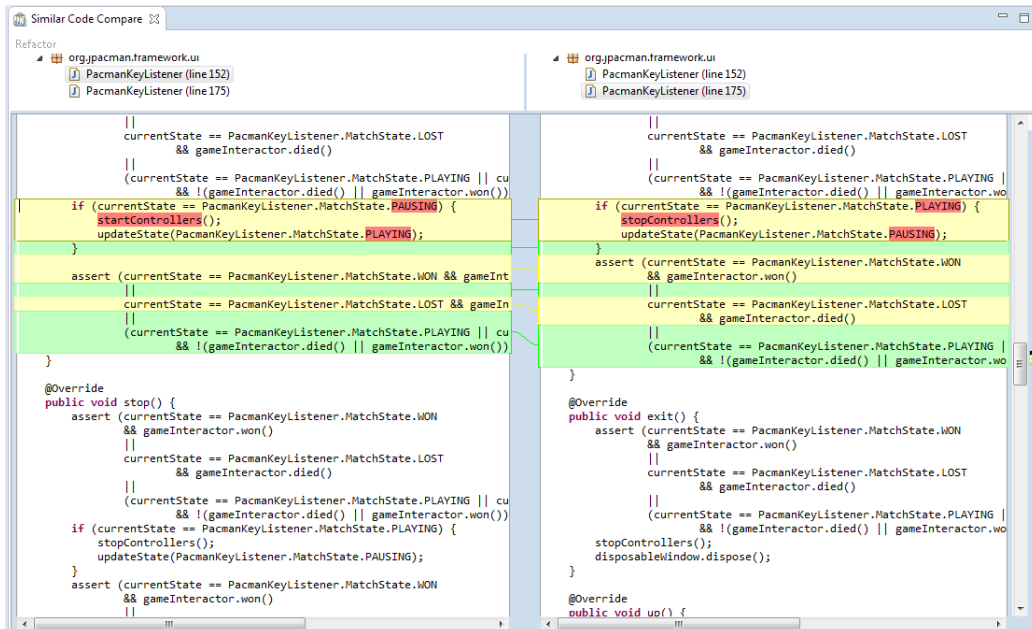 Similar Code Compare
Refactor
org.jpacman.framework.ui
PacmanKeyListener (line 152)
PacmanKeyListener (line 175)
org.jpacman.framework.ui
PacmanKeyListener (line 152)
PacmanKeyListener (line 175)
||
currentState == PacmanKeyListener.MatchState.LOST
&& gameInteractor.died()
||
(currentState == PacmanKeyListener.MatchState.PLAYING || cu
&& !(gameInteractor.died() || gameInteractor.won())
if (currentState == PacmanKeyListener.MatchState.PAUSING) {
startControllers();
updateState(PacmanKeyListener.MatchState.PLAYING);
}
assert (currentState == PacmanKeyListener.MatchState.WON && gameInt
||
currentState == PacmanKeyListener.MatchState.LOST && gameIn
||
(currentState == PacmanKeyListener.MatchState.PLAYING || cu
&& !(gameInteractor.died() || gameInteractor.won())
}
@Override
public void stop() {
assert (currentState == PacmanKeyListener.MatchState.WON
&& gameInteractor.won()
||
currentState == PacmanKeyListener.MatchState.LOST
&& gameInteractor.died()
||
(currentState == PacmanKeyListener.MatchState.PLAYING || cu
&& !(gameInteractor.died() || gameInteractor.won())
if (currentState == PacmanKeyListener.MatchState.PLAYING) {
stopControllers();
updateState(PacmanKeyListener.MatchState.PAUSING);
}
assert (currentState == PacmanKeyListener.MatchState.WON
&& gameInteractor.won()
||
||
currentState == PacmanKeyListener.MatchState.LOST
&& gameInteractor.died()
||
(currentState == PacmanKeyListener.MatchState.PLAYING |
&& !(gameInteractor.died() || gameInteractor.wo
if (currentState == PacmanKeyListener.MatchState.PLAYING) {
stopControllers();
updateState(PacmanKeyListener.MatchState.PAUSING);
}
assert (currentState == PacmanKeyListener.MatchState.WON
&& gameInteractor.won()
||
currentState == PacmanKeyListener.MatchState.LOST
&& gameInteractor.died()
||
(currentState == PacmanKeyListener.MatchState.PLAYING |
&& !(gameInteractor.died() || gameInteractor.wo
}
@Override
public void exit() {
assert (currentState == PacmanKeyListener.MatchState.WON
&& gameInteractor.won()
||
currentState == PacmanKeyListener.MatchState.LOST
&& gameInteractor.died()
||
(currentState == PacmanKeyListener.MatchState.PLAYING |
&& !(gameInteractor.died() || gameInteractor.wo
stopControllers();
disposableWindow.dispose();
}
@Override
public void up() {